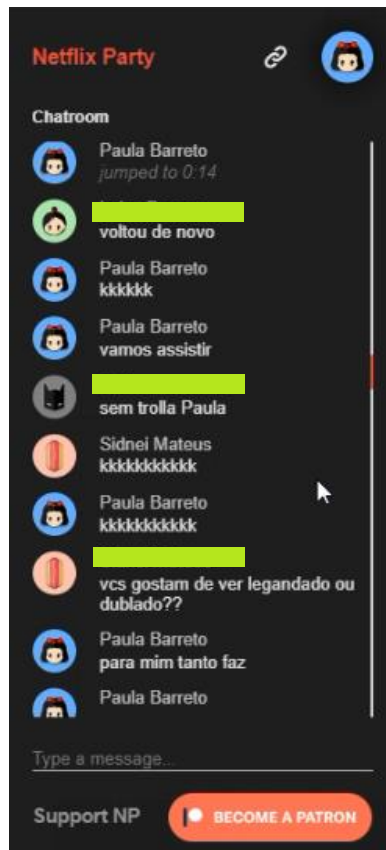 Netflix Party
Chatroom
Paula Barreto
jumped to 0:14
voltou de novo
Paula Barreto
kkkkkk
Paula Barreto
vamos assistir
sem trolla Paula
Sidnei Mateus
kkkkkkkkkkk
Paula Barreto
kkkkkkkkkkk
vcs gostam de ver legandado ou
dublado??
Paula Barreto
para mim tanto faz
Paula Barreto
Type a message...
Support NP
BECOME A PATRON